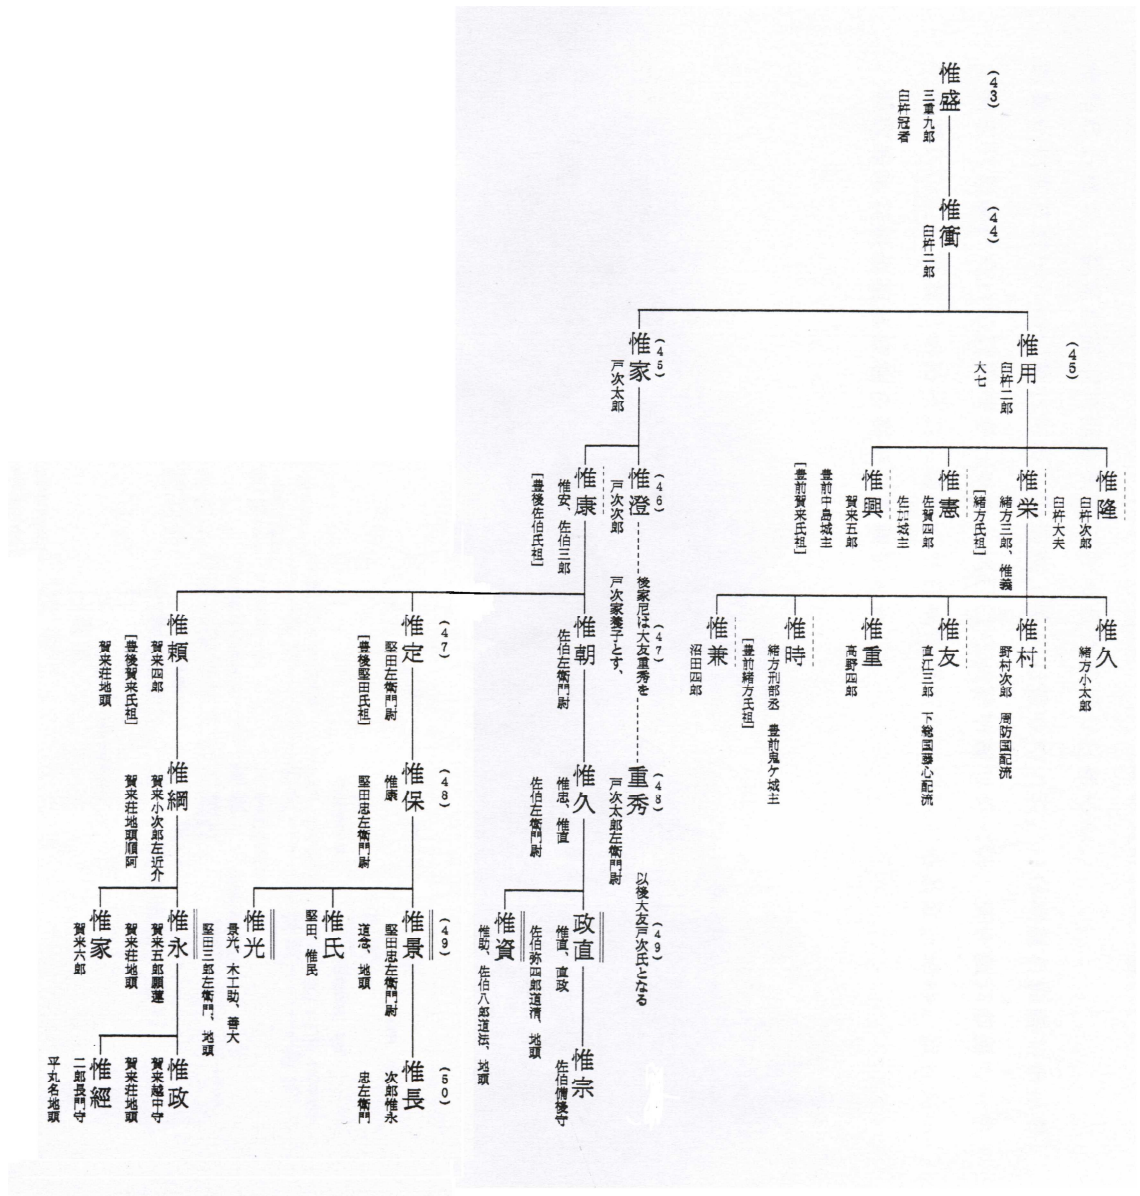 (43)
惟盛
三重九郎
臼杵冠者
(44)
惟衝
臼杵二郎
(45)
惟用
臼杵二郎
大七
(45)
惟家
戸次太郎
惟隆
臼杵次郎
臼杵大夫
惟栄
緒方三郎、惟義
[緒方氏祖]
惟憲
佐賀四郎
佐加城主
惟興
賀来五郎
豊前中島城主
[豊前賀来氏祖]
(46)
惟澄
戸次次郎
惟康
惟安、佐伯三郎
[豊後佐伯氏祖]
惟久
緒方小太郎
惟村
野村次郎 周防国配流
惟友
直江三郎 下総国藤心配流
惟重
高野四郎
惟時
緒方刑部丞 豊前鬼ケ城主
[豊前緒方氏祖]
惟兼
沼田四郎
(47)
後家尼は大友重秀を
戸次家養子とす、
惟朝
佐伯左衛門尉
(47)
惟定
堅田左衛門尉
[豊後堅田氏祖]
惟頼
賀来四郎
[豊後賀来氏祖]
賀来荘地頭
(48)
重秀
戸次太郎左衛門尉
惟久
惟忠、惟直
佐伯左衛門尉
(48)
惟保
惟康
堅田忠左衛門尉
惟綱
賀来小次郎左近介
賀来荘地頭順阿
(49)
以後大友戸次氏となる
政直
惟直、直政
佐伯弥四郎道清、地頭
惟資
惟助、佐伯八郎道法、地頭
(49)
惟景
堅田忠左衛門尉
道念、地頭
惟氏
堅田、惟民
惟光
景光、木工助、善大
堅田三郎左衛門、地頭
惟永
賀来五郎願蓮
賀来荘地頭
惟家
賀来六郎
惟宗
佐伯備後守
(50)
惟長
次郎惟永
忠左衛門
惟政
賀来越中守
賀来荘地頭
惟經
二郎長門守
平丸名地頭